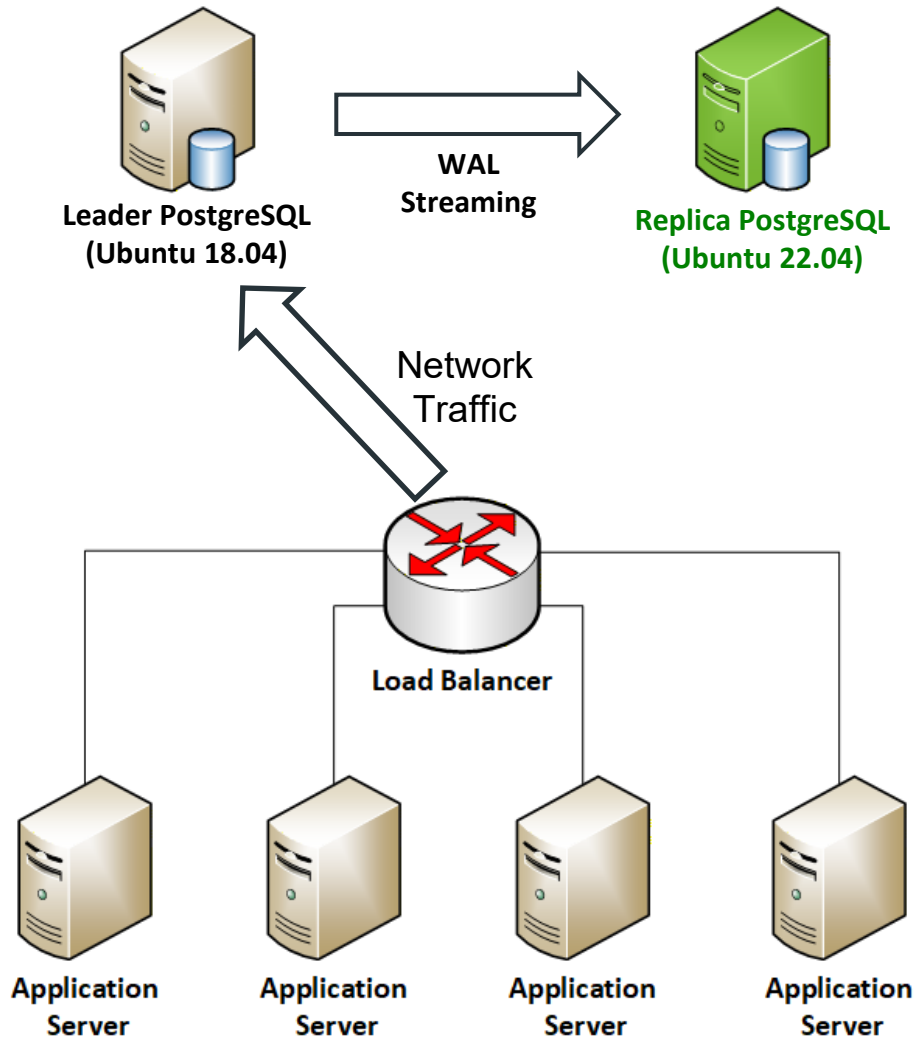 Leader PostgreSQL
(Ubuntu 18.04)
WAL
Streaming
Replica PostgreSQL
(Ubuntu 22.04)
Network
Traffic
Load Balancer
Application
Server
Application
Server
Application
Server
Application
Server